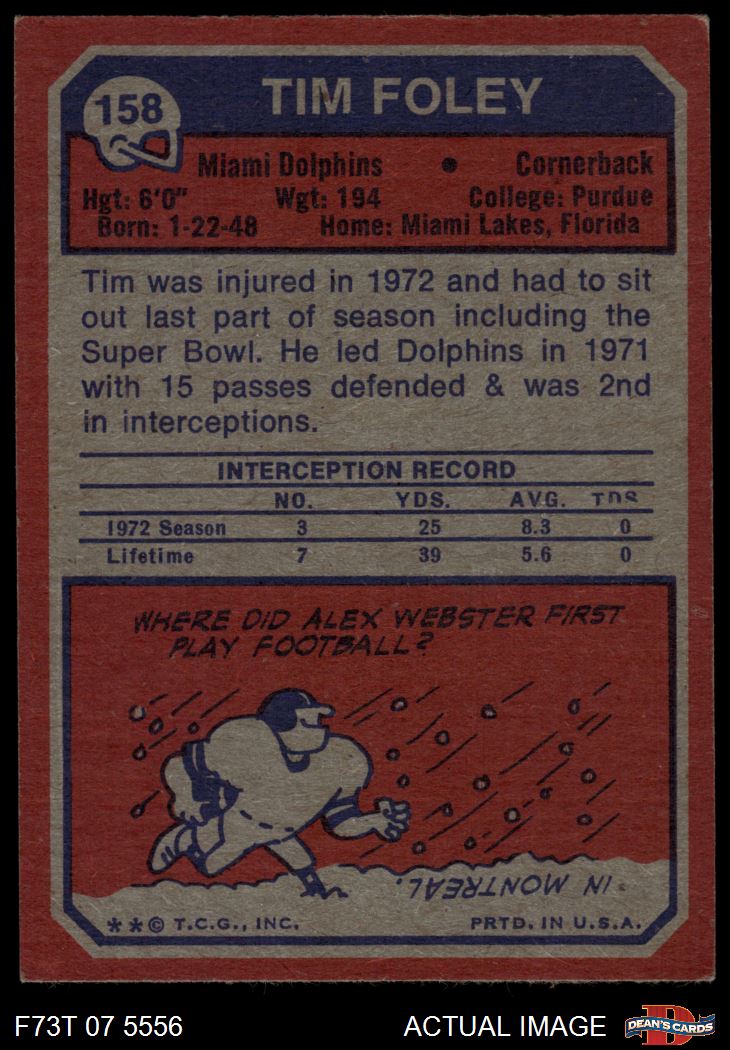 158
TIM FOLEY
Miami Dolphins • Cornerback
Hgt: 6'0" Wgt: 194 College: Purdue
Born: 1-22-48 Home: Miami Lakes, Florida
Tim was injured in 1972 and had to sit
out last part of season including the
Super Bowl. He led Dolphins in 1971
with 15 passes defended & was 2nd
in interceptions.
INTERCEPTION RECORD
NO. YDS. AVG. TDS
1972 Season 3 25 8.3 0
Lifetime 7 39 5.6 0
WHERE DID ALEX WEBSTER FIRST
PLAY FOOTBALL?
IN MONTREAL.
**© T.C.G., INC. PRTD. IN U.S.A.
F73T 07 5556 ACTUAL IMAGE
D
DEAN'S CARDS